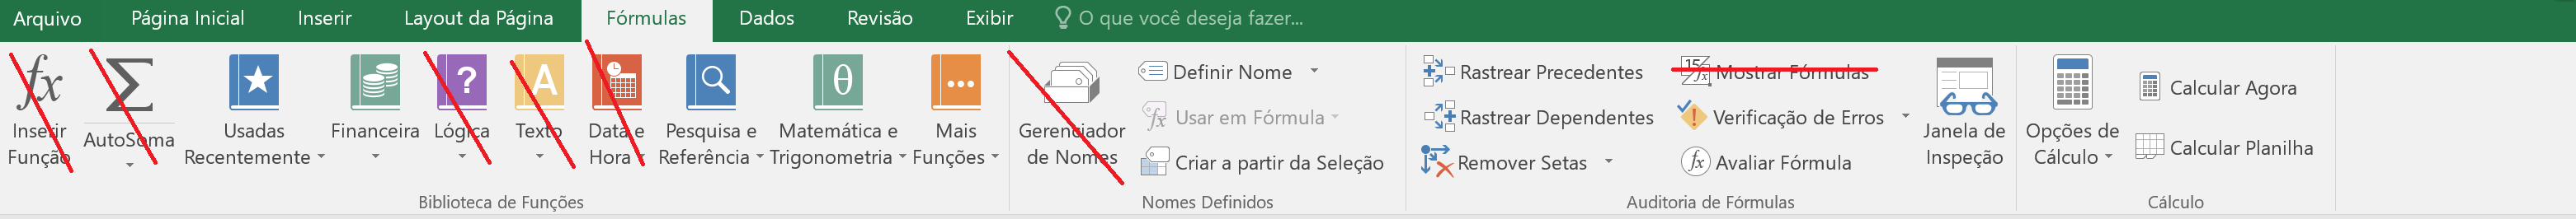 Arquivo Página Inicial Inserir Layout da Página Fórmulas Dados Revisão Exibir O que você deseja fazer...
Inserir Função
AutoSoma
Usadas Recentemente
Financeira
Lógica
Texto
Data e Hora
Pesquisa e Referência
Matemática e Trigonometria
Mais Funções
Biblioteca de Funções
Gerenciador de Nomes
Definir Nome
Usar em Fórmula
Criar a partir da Seleção
Nomes Definidos
Rastrear Precedentes
Rastrear Dependentes
Remover Setas
Mostrar Fórmulas
Verificação de Erros
Avaliar Fórmula
Janela de Inspeção
Auditoria de Fórmulas
Opções de Cálculo
Calcular Agora
Calcular Planilha
Cálculo